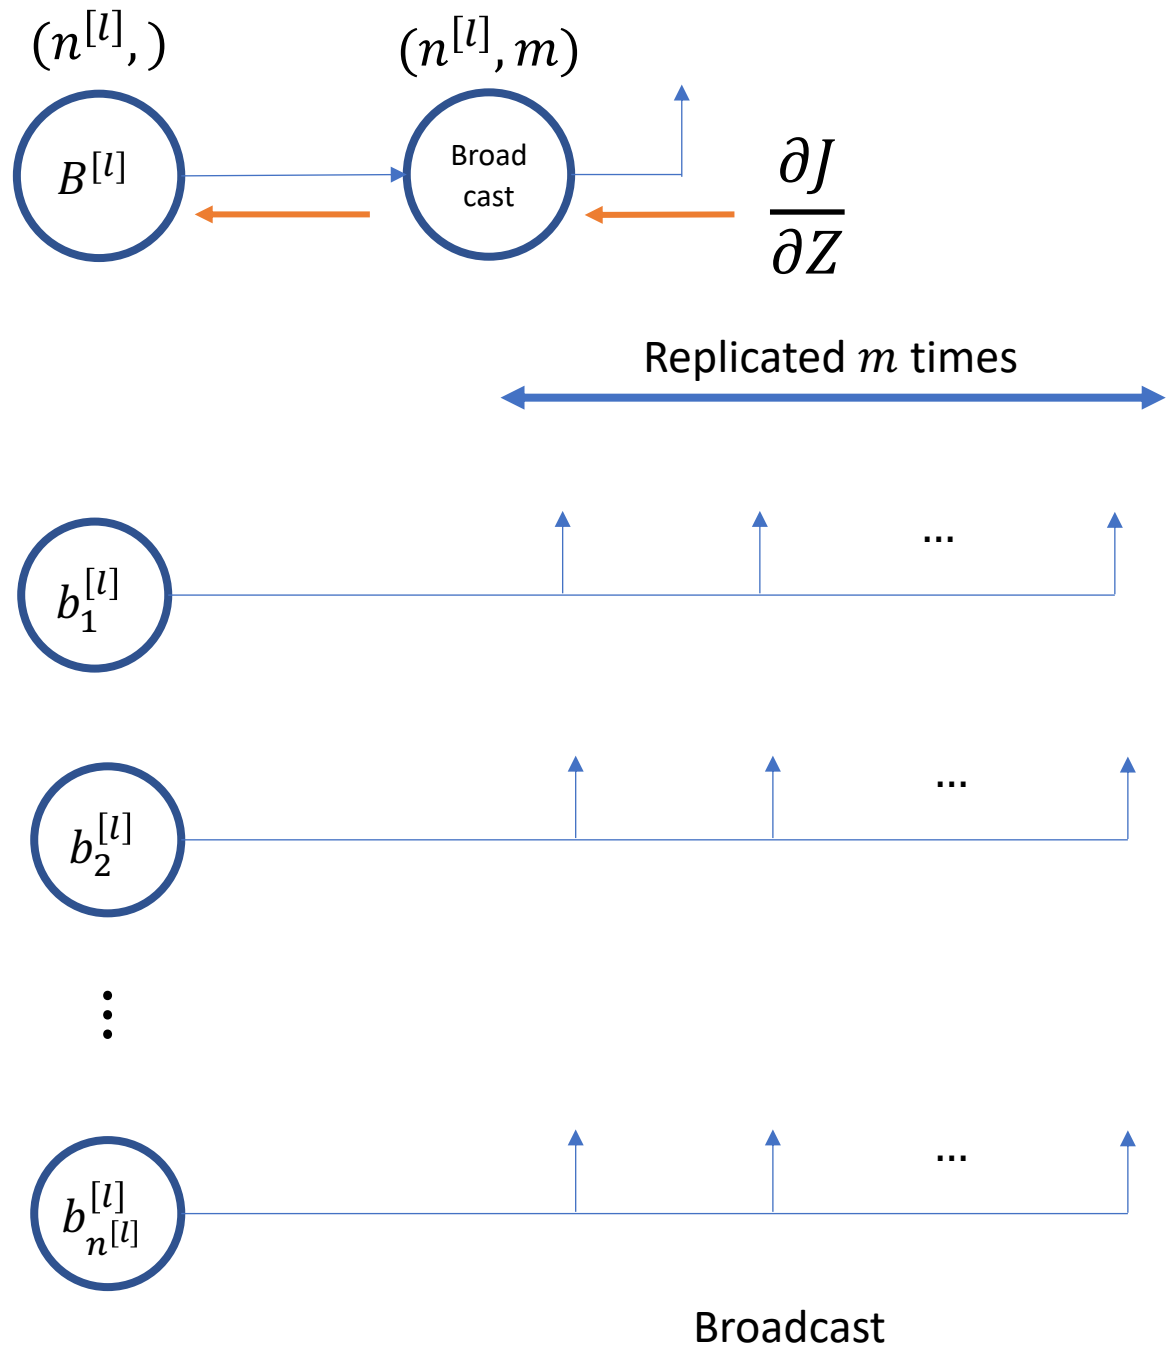 (n^[l], )
(n^[l], m)
B^[l]
Broad
cast
∂J
∂Z
Replicated m times
...
b_1^[l]
...
b_2^[l]
⋮
...
b_{n^[l]}^[l]
Broadcast